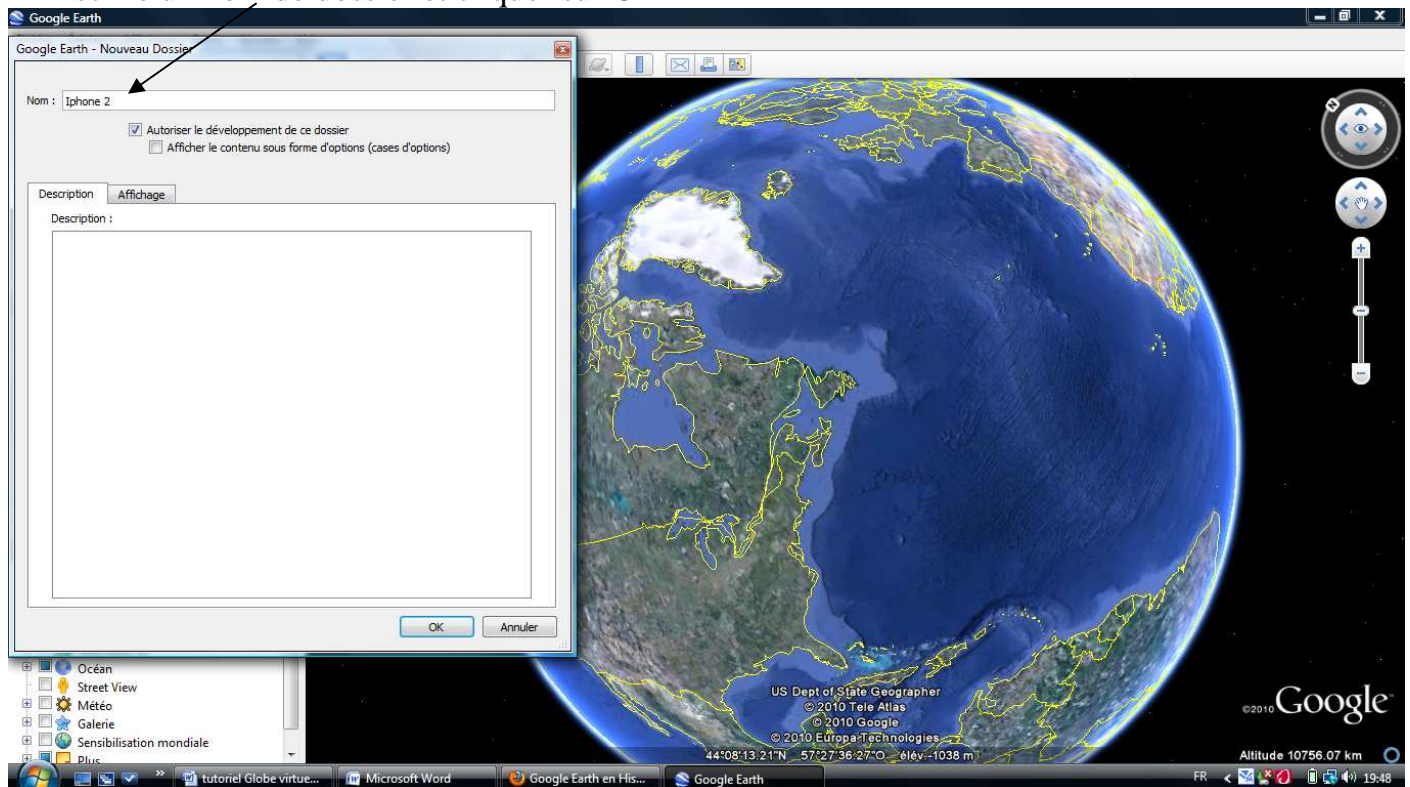 Google Earth
Google Earth - Nouveau Dossier
Nom : Iphone 2
Autoriser le développement de ce dossier
Afficher le contenu sous forme d'options (cases d'options)
Description Affichage
Description :
OK Annuler
Océan
Street View
Météo
Galerie
Sensibilisation mondiale
Plus
US Dept of State Geographer
© 2010 Tele Atlas
© 2010 Google
© 2010 Europa Technologies
©2010 Google
44°08'13.21"N 57°27'36.27"O élév. -1038 m
Altitude 10756.07 km
tutoriel Globe virtue... Microsoft Word Google Earth en His... Google Earth FR 19:48